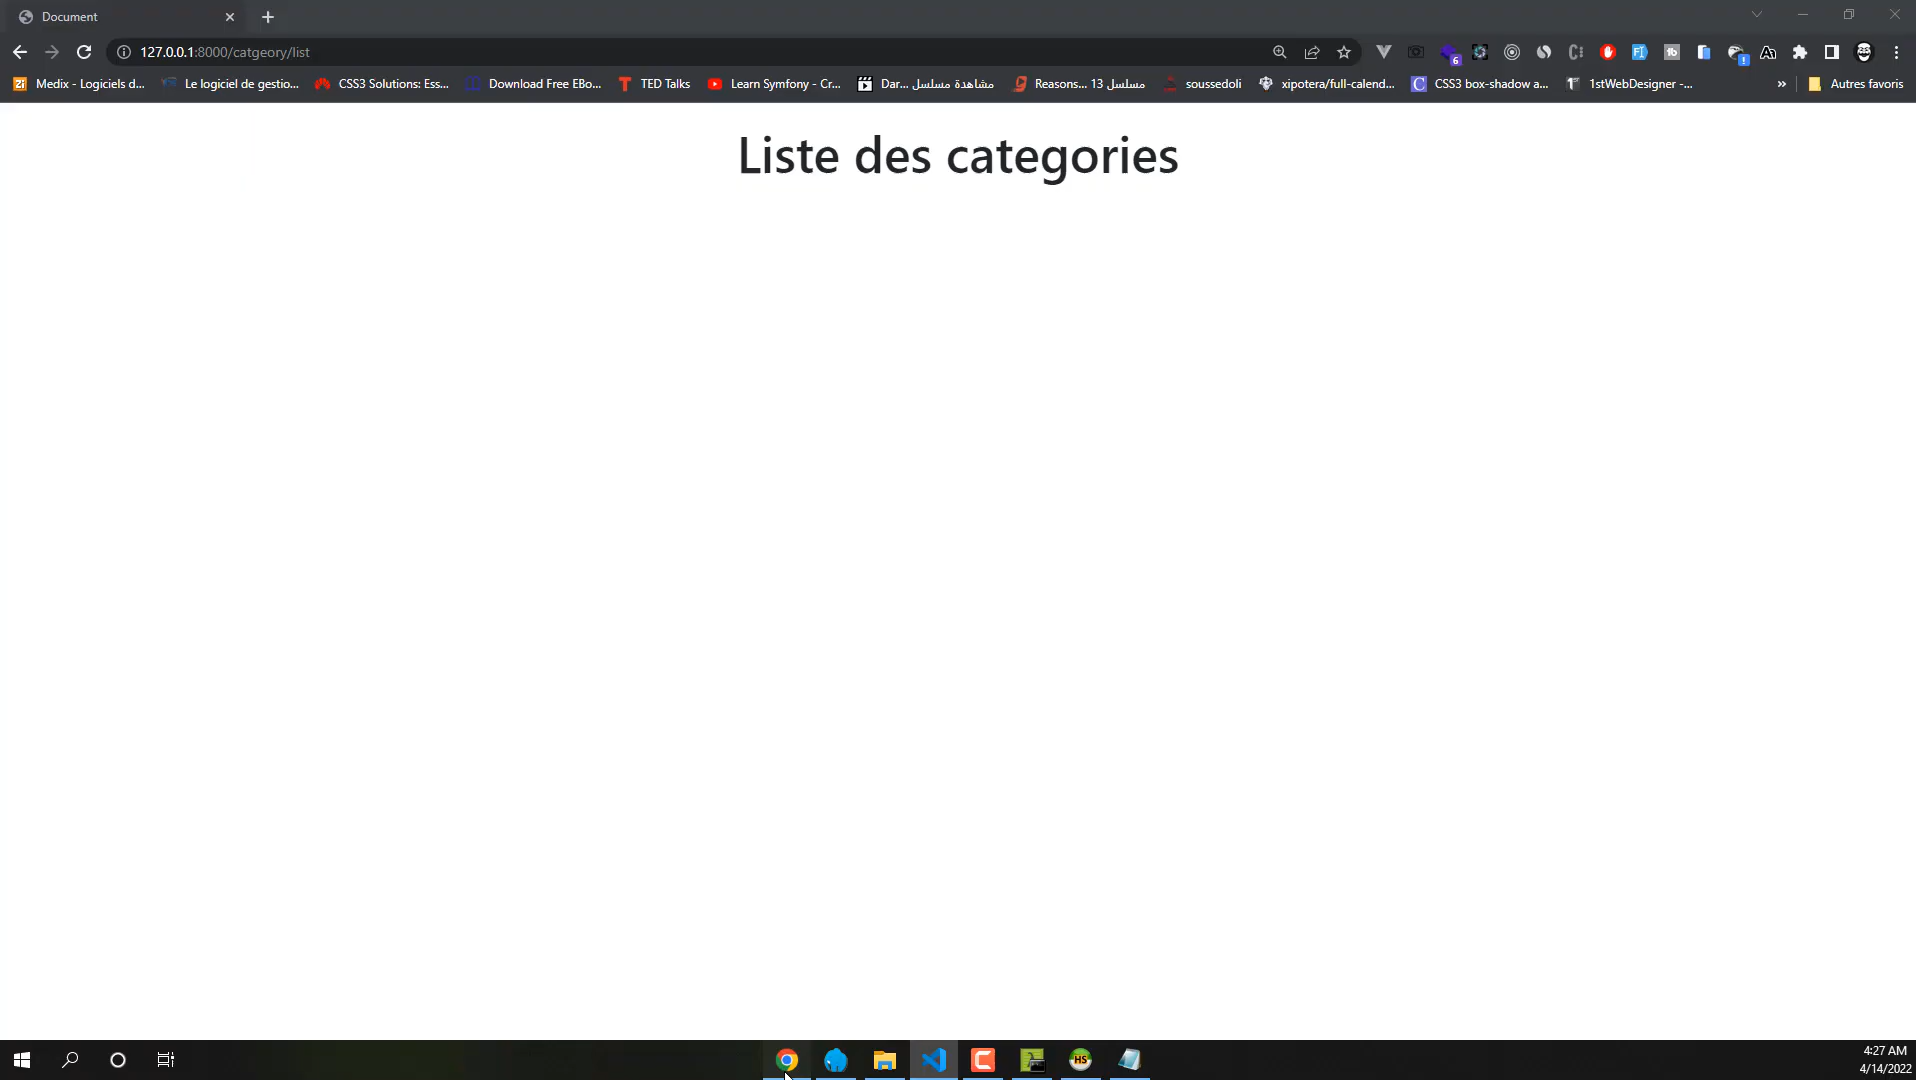 Document
127.0.0.1:8000/catgeory/list
6
Medix - Logiciels d...
Le logiciel de gestio...
CSS3 Solutions: Ess...
Download Free EBo...
TED Talks
Learn Symfony - Cr...
مشاهدة مسلسل Dar...
Reasons... 13 مسلسل
soussedoli
xipotera/full-calend...
C
CSS3 box-shadow a...
1stWebDesigner -...
»
Autres favoris
Liste des categories
HS
4:27 AM
4/14/2022